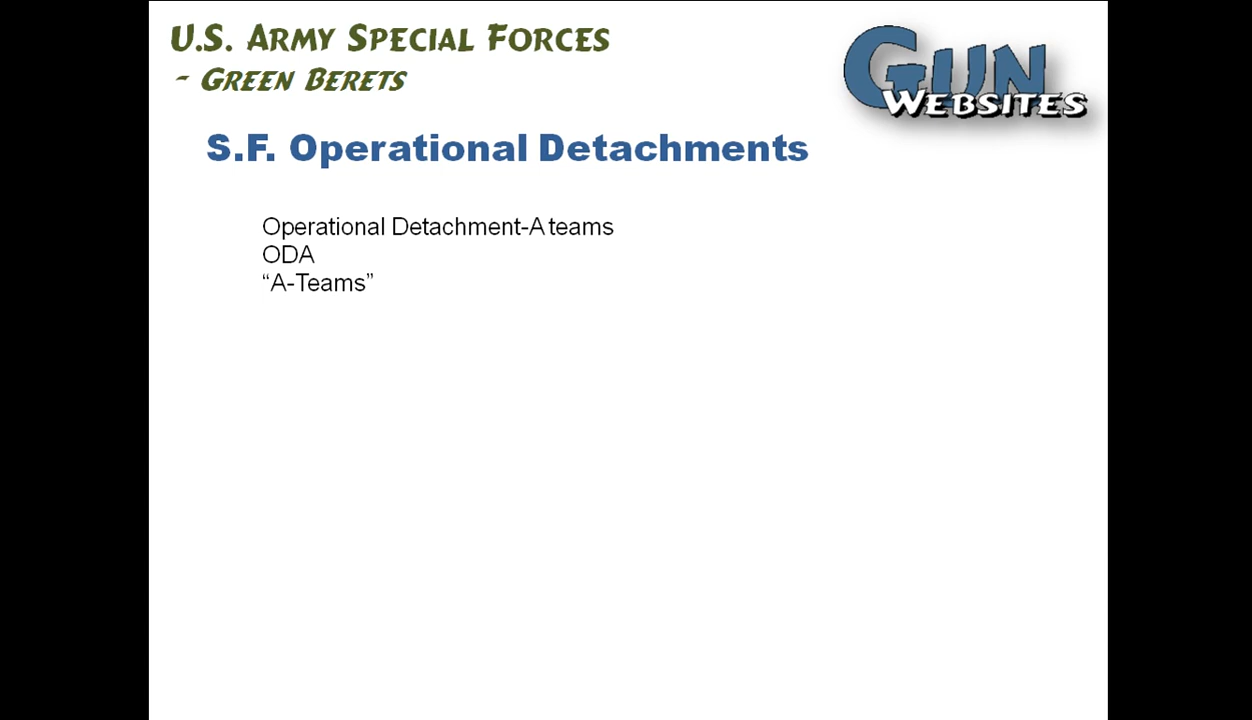 U.S. Army Special Forces
- Green Berets
Gun
Websites
S.F. Operational Detachments
Operational Detachment-A teams
ODA
“A-Teams”